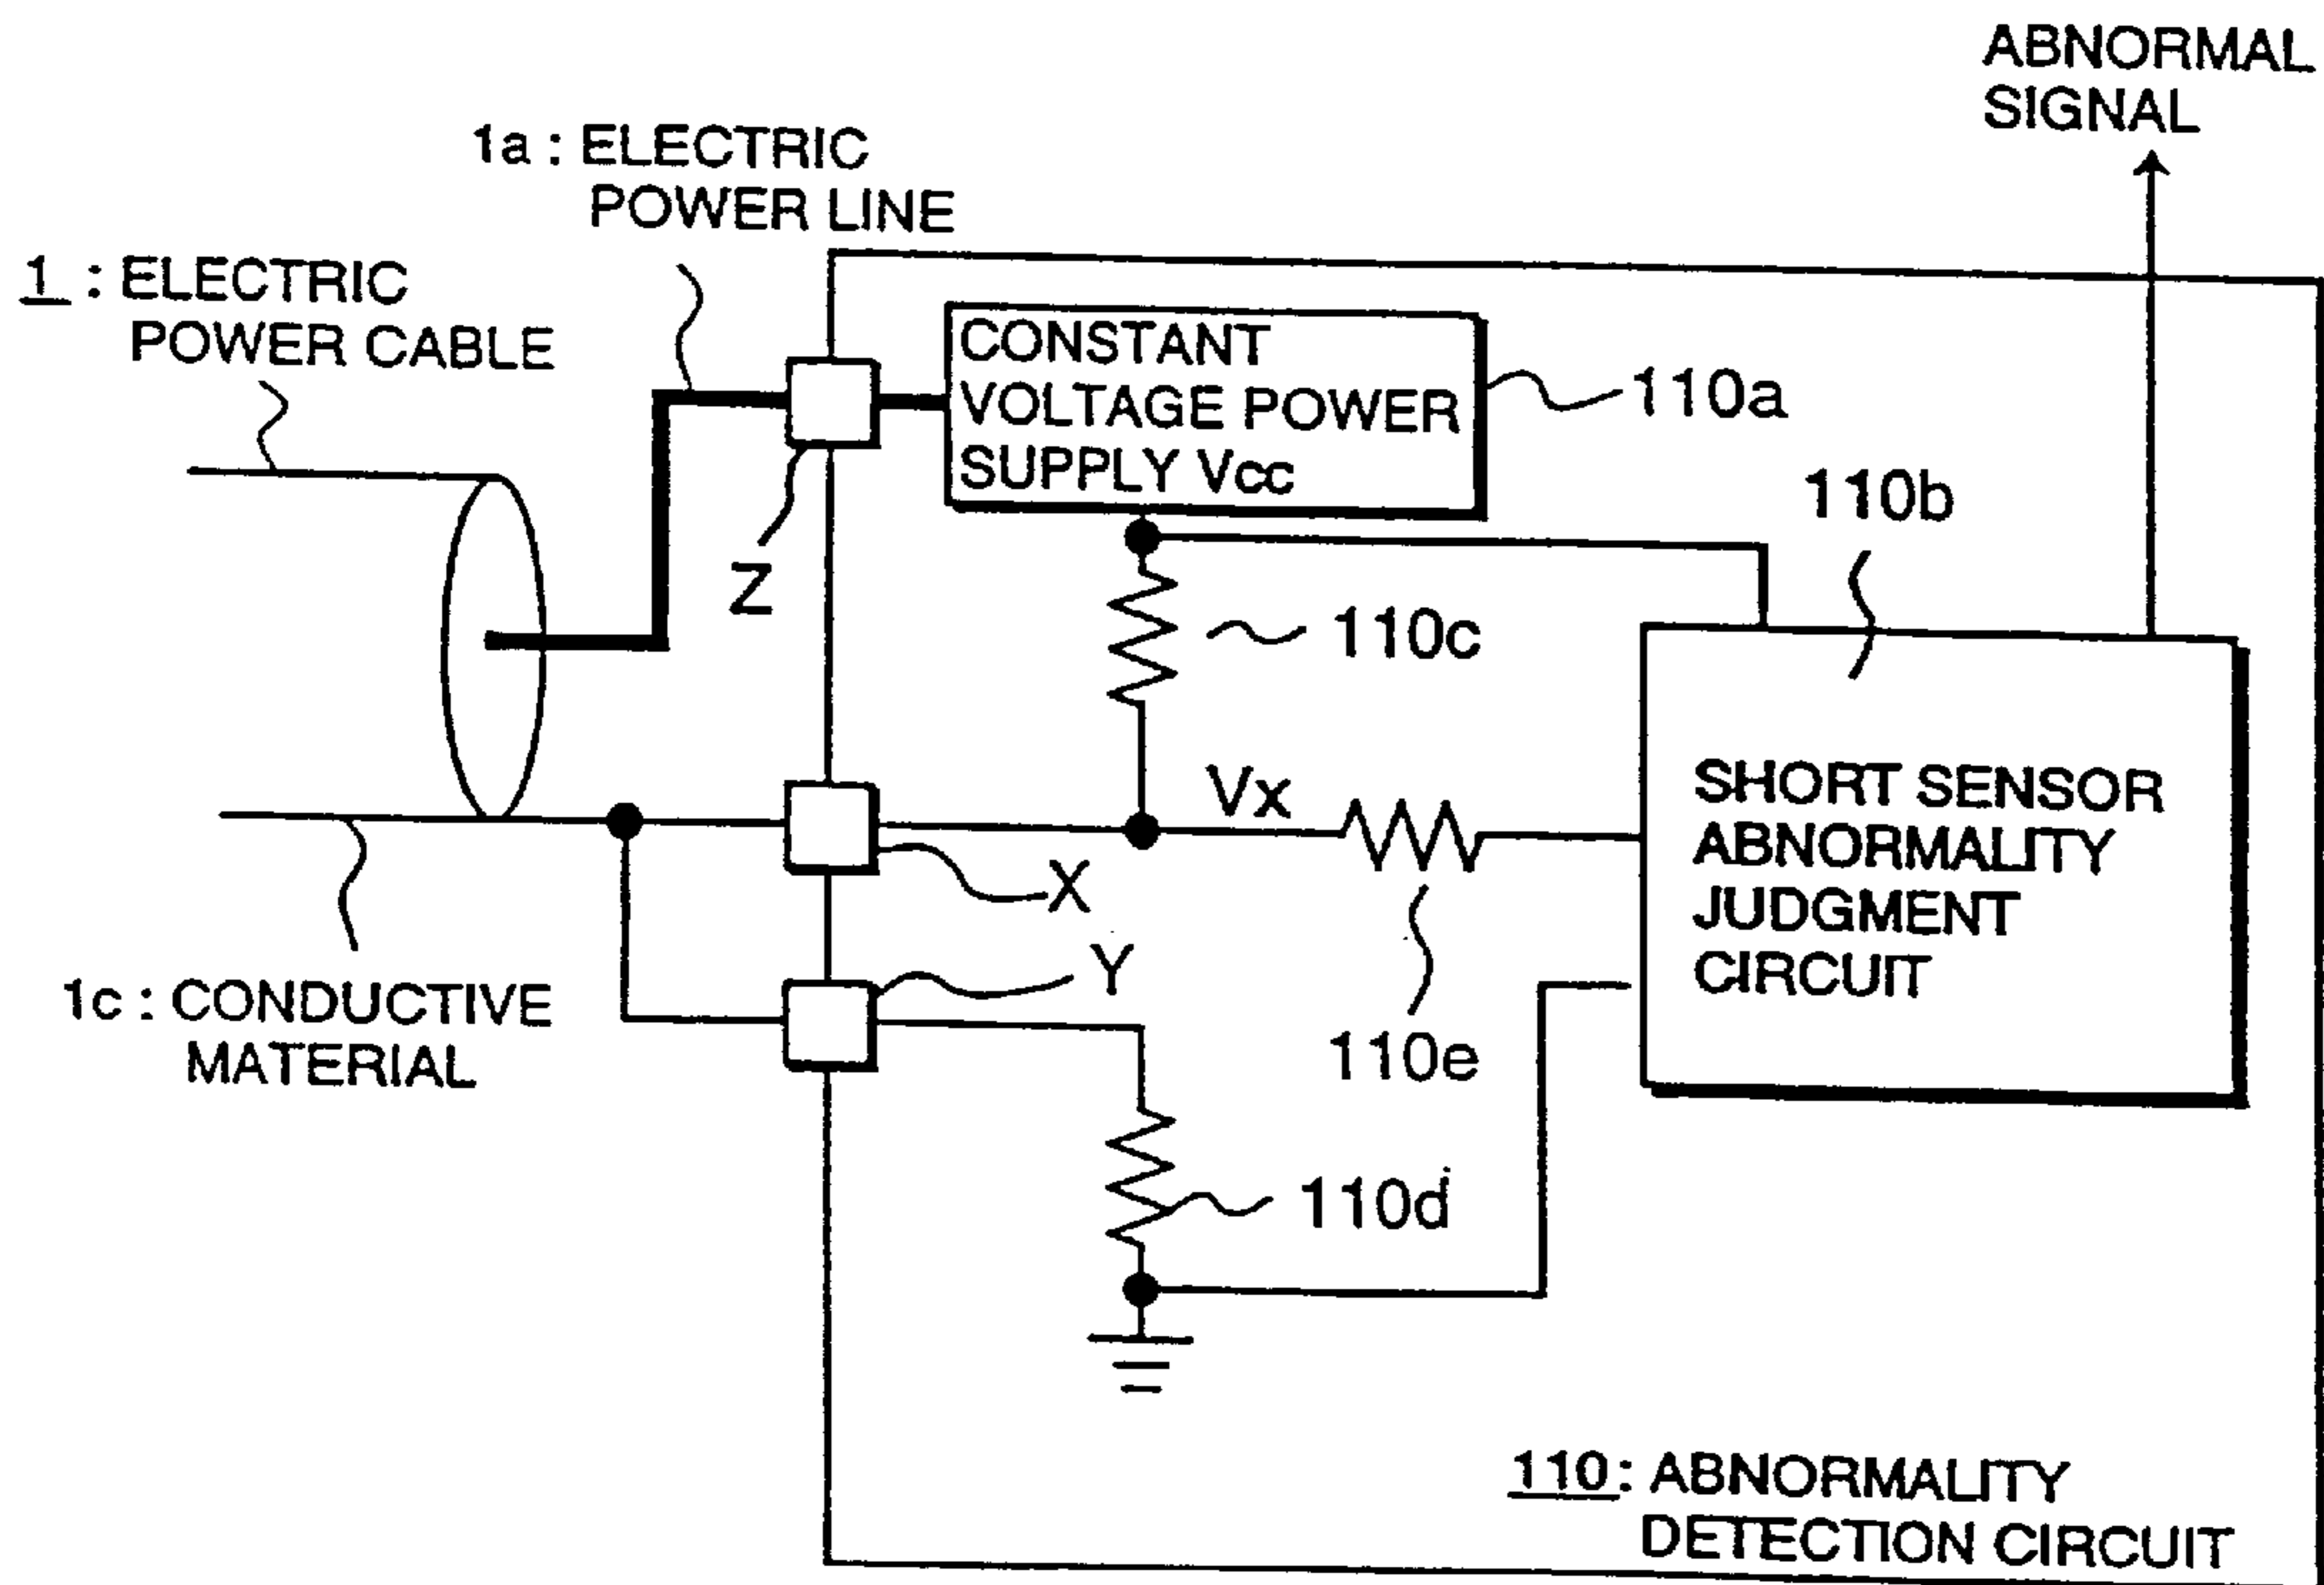 ABNORMAL
SIGNAL
1a : ELECTRIC
POWER LINE
1 : ELECTRIC
POWER CABLE
CONSTANT
VOLTAGE POWER
SUPPLY Vcc
110a
110b
Z
110c
Vx
SHORT SENSOR
ABNORMALITY
JUDGMENT
CIRCUIT
X
Y
1c : CONDUCTIVE
MATERIAL
110e
110d
110 : ABNORMALITY
DETECTION CIRCUIT